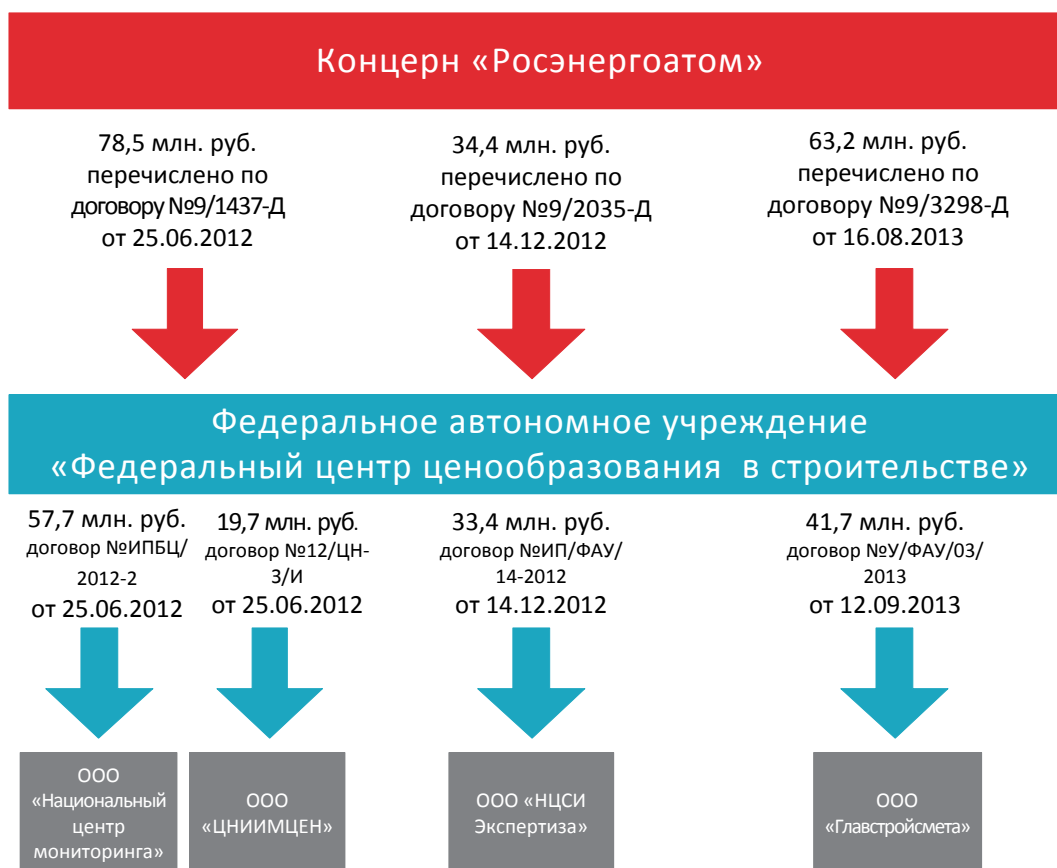 Концерн «Росэнергоатом»
78,5 млн. руб.
перечислено по
договору №9/1437-Д
от 25.06.2012
34,4 млн. руб.
перечислено по
договору №9/2035-Д
от 14.12.2012
63,2 млн. руб.
перечислено по
договору №9/3298-Д
от 16.08.2013
Федеральное автономное учреждение
«Федеральный центр ценообразования в строительстве»
57,7 млн. руб.
договор №ИПБЦ/
2012-2
от 25.06.2012
19,7 млн. руб.
договор №12/ЦН-
3/И
от 25.06.2012
33,4 млн. руб.
договор №ИП/ФАУ/
14-2012
от 14.12.2012
41,7 млн. руб.
договор №У/ФАУ/03/
2013
от 12.09.2013
ООО
«Национальный
центр
мониторинга»
ООО
«ЦНИИМЦЕН»
ООО «НЦСИ
Экспертиза»
ООО
«Главстройсмета»